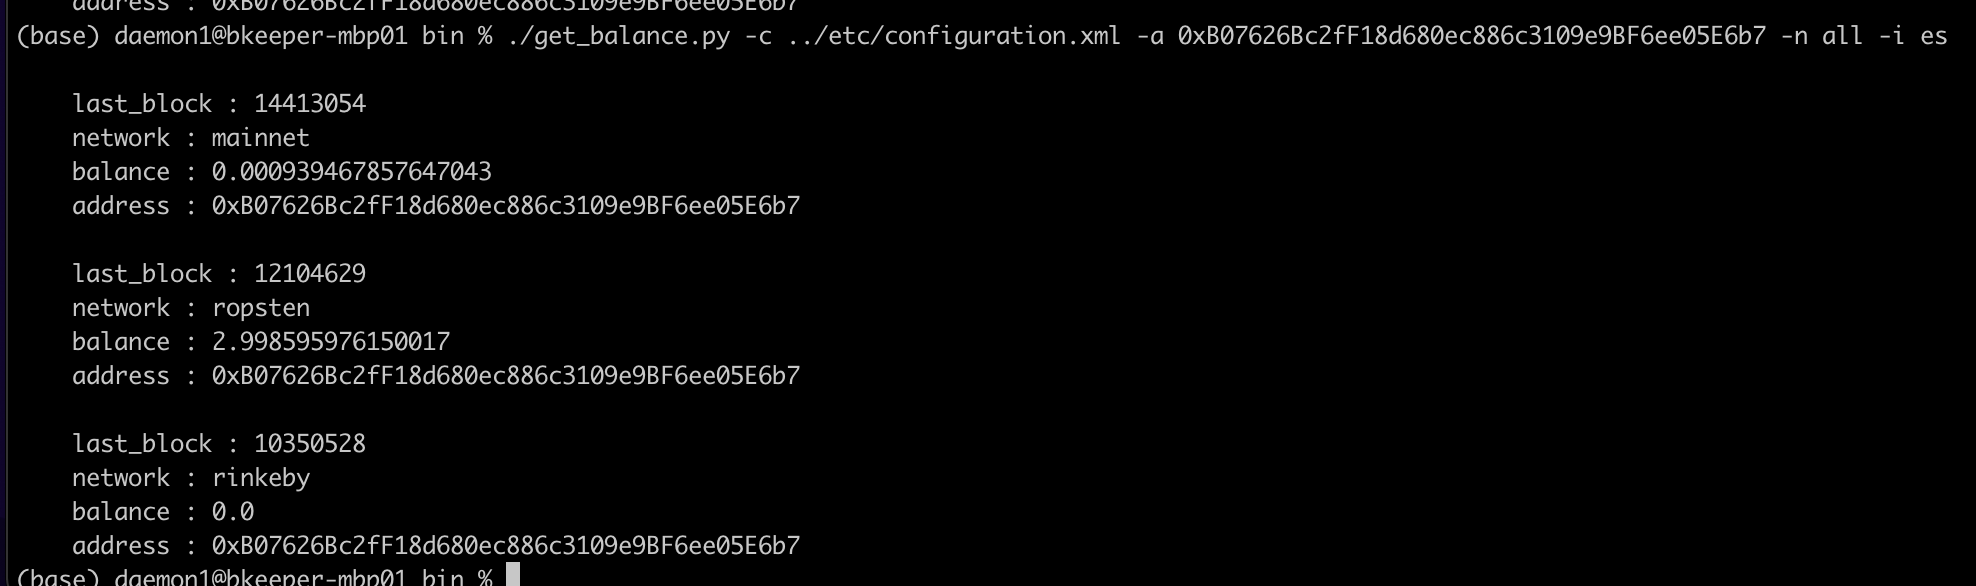 address : 0xB07626Bc2fF18d680ec886c3109e9BF6ee05E6b7
(base) daemon1@bkeeper-mbp01 bin % ./get_balance.py -c ../etc/configuration.xml -a 0xB07626Bc2fF18d680ec886c3109e9BF6ee05E6b7 -n all -i es
last_block : 14413054
network : mainnet
balance : 0.000939467857647043
address : 0xB07626Bc2fF18d680ec886c3109e9BF6ee05E6b7
last_block : 12104629
network : ropsten
balance : 2.998595976150017
address : 0xB07626Bc2fF18d680ec886c3109e9BF6ee05E6b7
last_block : 10350528
network : rinkeby
balance : 0.0
address : 0xB07626Bc2fF18d680ec886c3109e9BF6ee05E6b7
(base) daemon1@bkeeper-mbp01 bin %